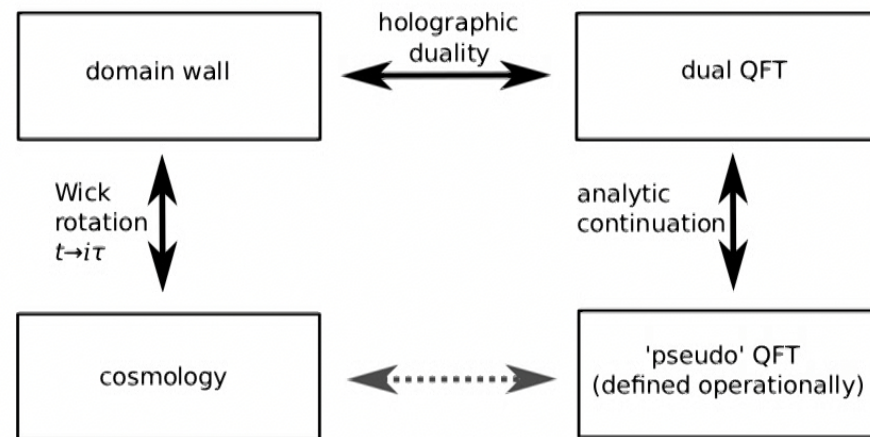 holographic
duality
domain wall
dual QFT
Wick
rotation
t→iτ
analytic
continuation
cosmology
'pseudo' QFT
(defined operationally)